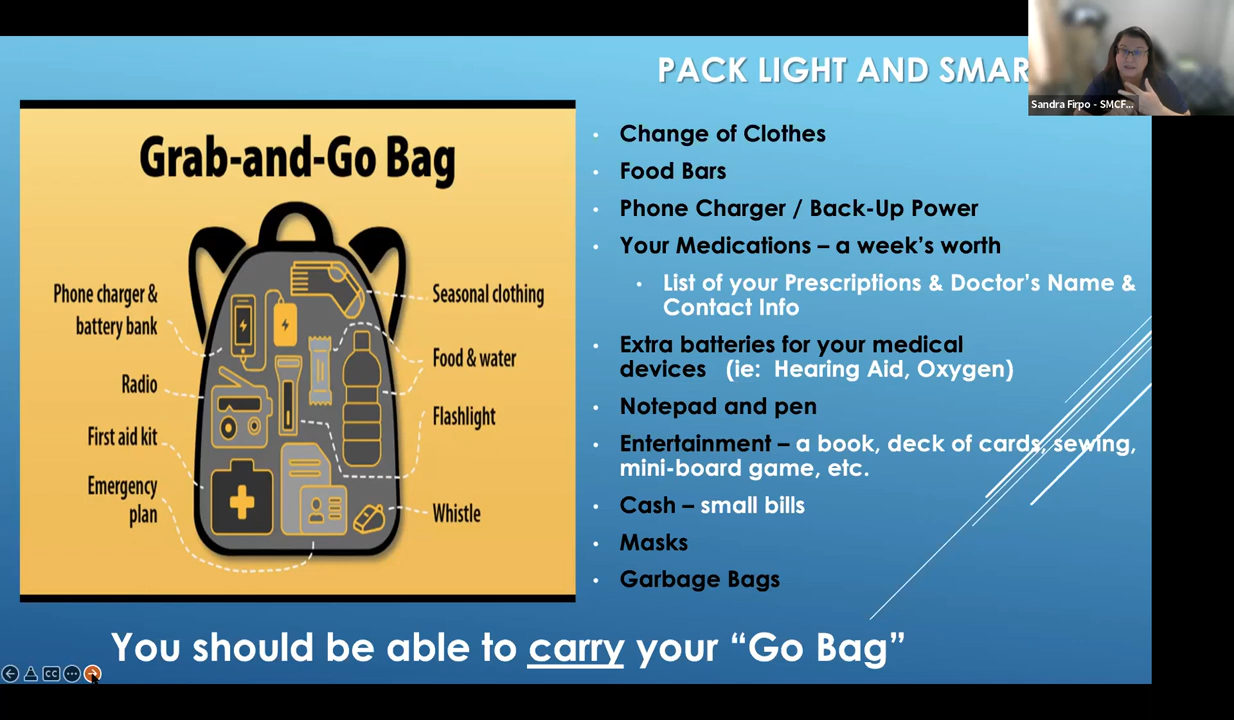 PACK LIGHT AND SMAR
Sandra Firpo - SMCF...
Grab-and-Go Bag
Phone charger &
battery bank
Radio
First aid kit
Emergency
plan
Seasonal clothing
Food & water
Flashlight
Whistle
• Change of Clothes
• Food Bars
• Phone Charger / Back-Up Power
• Your Medications – a week's worth
• List of your Prescriptions & Doctor's Name &
Contact Info
• Extra batteries for your medical
devices (ie: Hearing Aid, Oxygen)
• Notepad and pen
• Entertainment – a book, deck of cards, sewing,
mini-board game, etc.
• Cash – small bills
• Masks
• Garbage Bags
You should be able to carry your “Go Bag”
CC